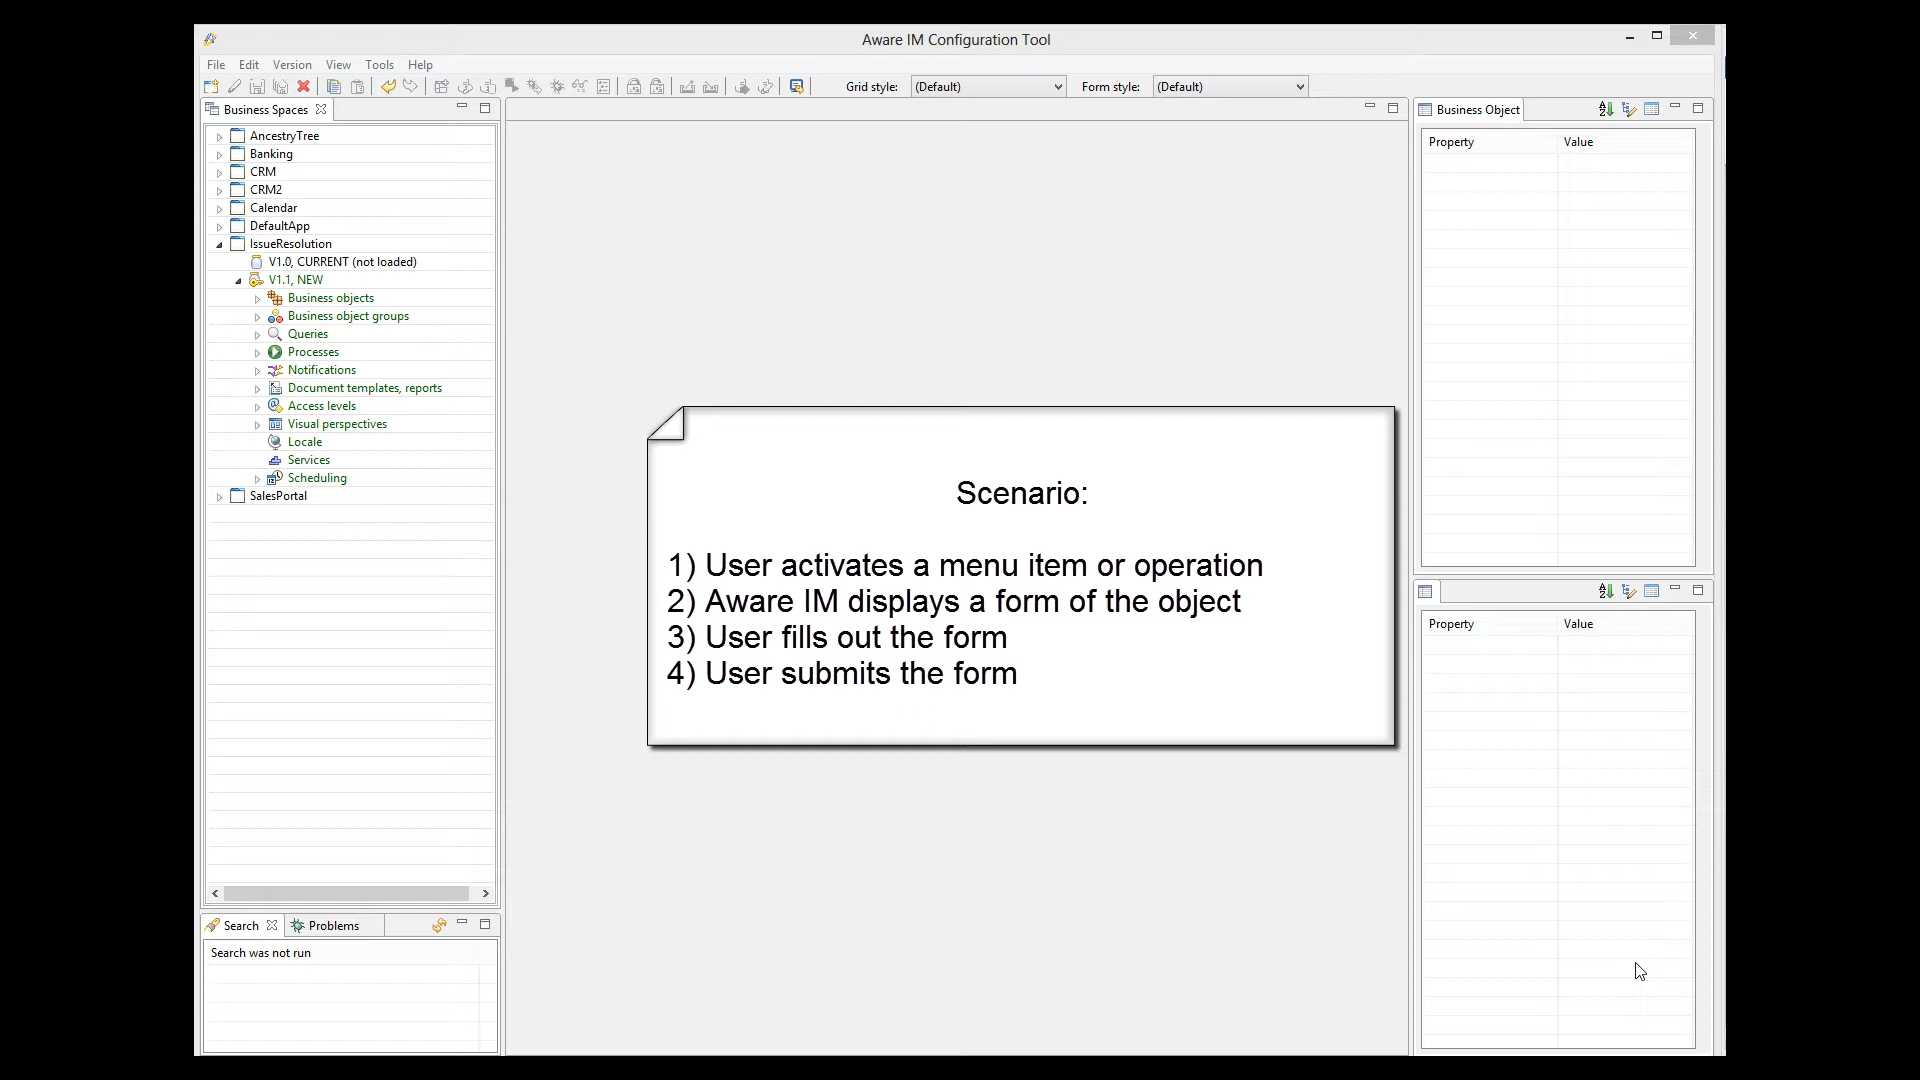 Aware IM Configuration Tool
File Edit Version View Tools Help
Grid style: (Default) Form style: (Default)
Business Spaces
AncestryTree
Banking
CRM
CRM2
Calendar
DefaultApp
IssueResolution
V1.0, CURRENT (not loaded)
V1.1, NEW
Business objects
Business object groups
Queries
Processes
Notifications
Document templates, reports
Access levels
Visual perspectives
Locale
Services
Scheduling
SalesPortal
Search Problems
Search was not run
Scenario:
1) User activates a menu item or operation
2) Aware IM displays a form of the object
3) User fills out the form
4) User submits the form
Business Object
Property Value
Property Value